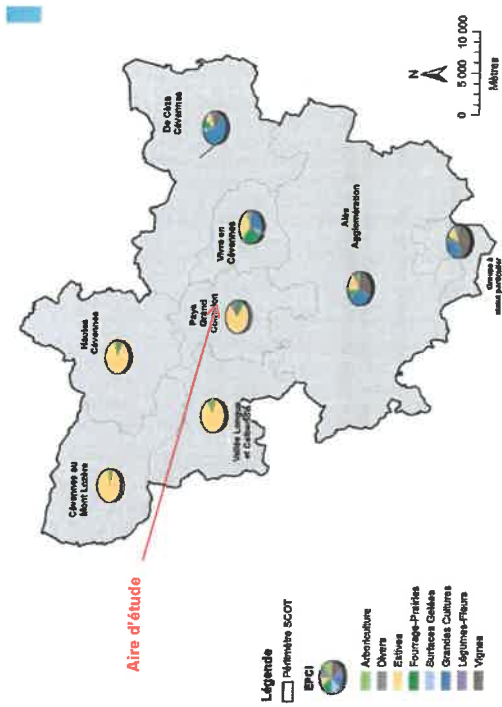 Cévennes au
Mont Lozère
Hautes
Cévennes
Vallée Longue
et Calbertois
Pays
Grand
Combien
Vivre en
Cévennes
De Cèze
Cévennes
Alès
Agglomération
Groupe à
Aire d'étude
Légende
Périmètre SCOT
EPCI
Arboriculture
Divers
Estives
Fourrage-Prairies
Surfaces Gelées
Grandes Cultures
Légumes-Fleurs
Vignes
N
0 5 000 10 000
Mètres